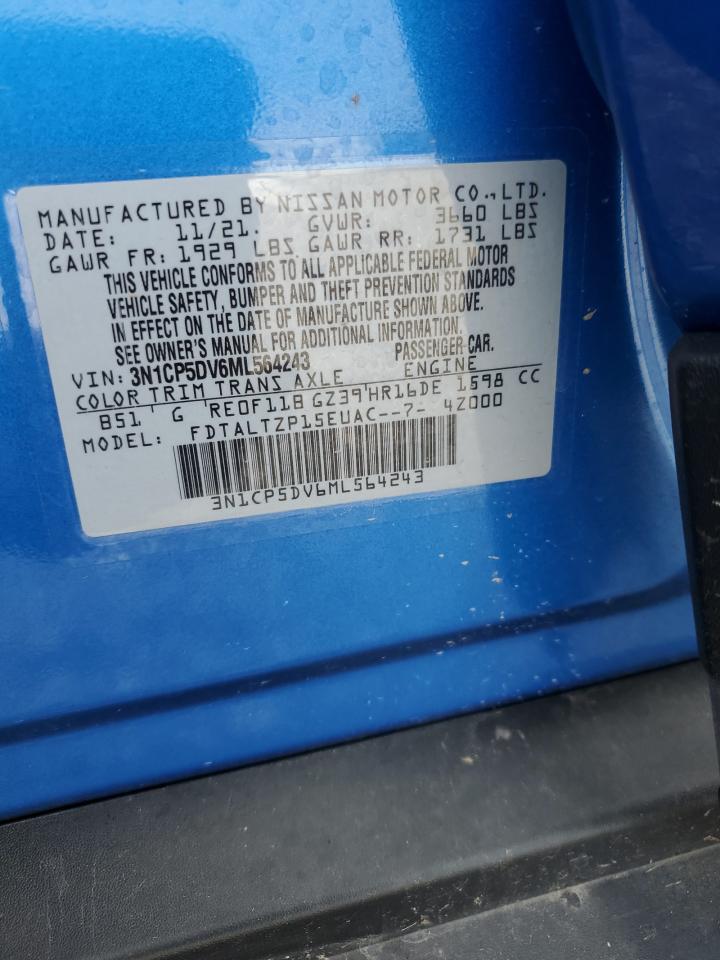 MANUFACTURED BY NISSAN MOTOR CO.,LTD.
DATE: 11/21. GVWR: 3660 LBS
GAWR FR: 1929 LBS GAWR RR: 1731 LBS
THIS VEHICLE CONFORMS TO ALL APPLICABLE FEDERAL MOTOR
VEHICLE SAFETY, BUMPER AND THEFT PREVENTION STANDARDS
IN EFFECT ON THE DATE OF MANUFACTURE SHOWN ABOVE.
SEE OWNER'S MANUAL FOR ADDITIONAL INFORMATION.
VIN: 3N1CP5DV6ML564243 PASSENGER CAR.
COLOR TRIM TRANS AXLE ENGINE
B51 G RE0F11B GZ39 HR16DE 1598 CC
MODEL: FDTALTZP15EUAC--7- 4Z000
3N1CP5DV6ML564243